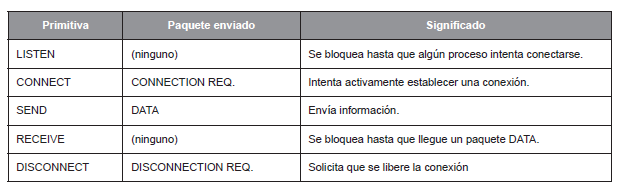 Primitiva Paquete enviado Significado
LISTEN (ninguno) Se bloquea hasta que algún proceso intenta conectarse.
CONNECT CONNECTION REQ. Intenta activamente establecer una conexión.
SEND DATA Envía información.
RECEIVE (ninguno) Se bloquea hasta que llegue un paquete DATA.
DISCONNECT DISCONNECTION REQ. Solicita que se libere la conexión